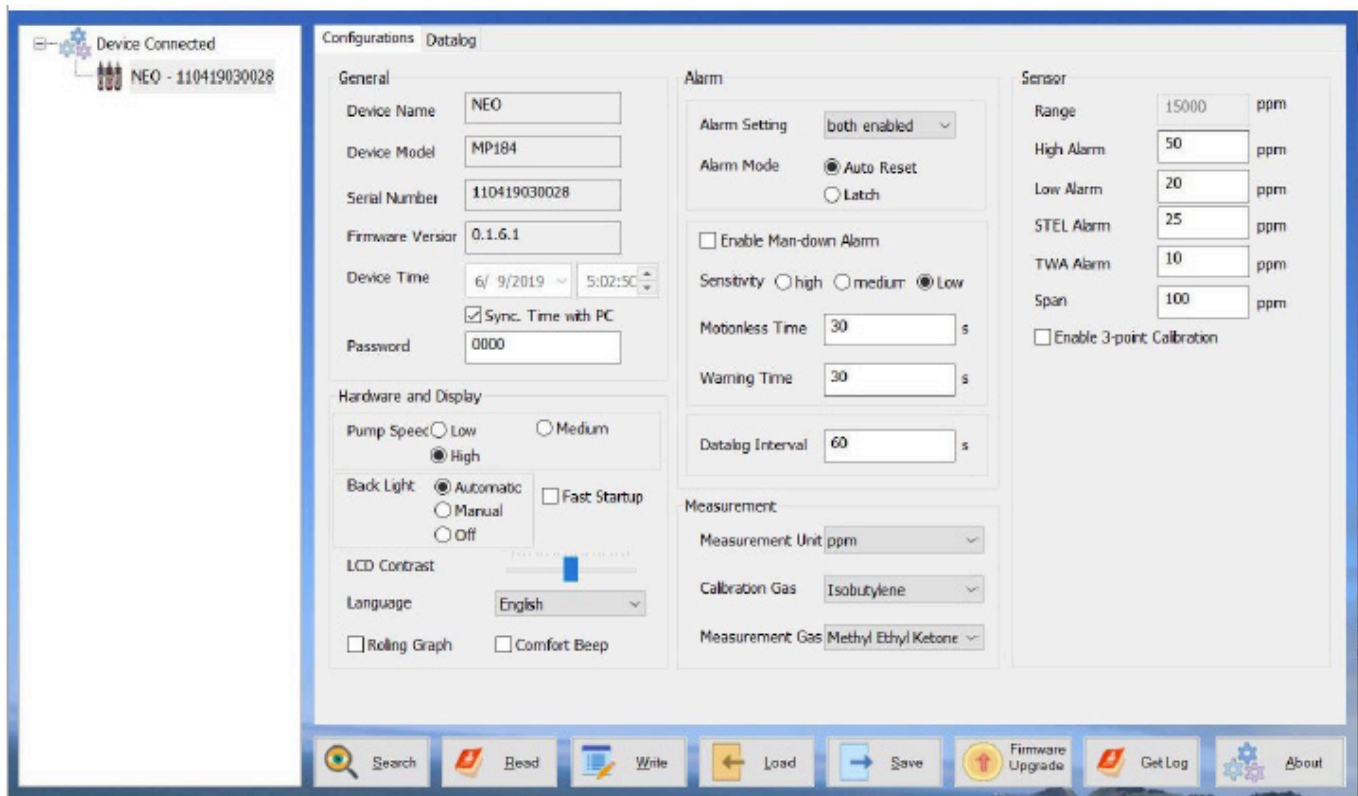 Device Connected
NEO - 110419030028
Configurations Datalog
General
Device Name NEO
Device Model MP184
Serial Number 110419030028
Firmware Versior 0.1.6.1
Device Time 6/ 9/2019 5:02:50
Sync. Time with PC
Password 0000
Hardware and Display
Pump Speed Low Medium
High
Back Light Automatic Fast Startup
Manual
Off
LCD Contrast
Language English
Roling Graph Comfort Beep
Alarm
Alarm Setting both enabled
Alarm Mode Auto Reset
Latch
Enable Man-down Alarm
Sensitivity high medium Low
Motionless Time 30 s
Warning Time 30 s
Datalog Interval 60 s
Measurement
Measurement Unit ppm
Calibration Gas Isobutylene
Measurement Gas Methyl Ethyl Ketone
Sensor
Range 15000 ppm
High Alarm 50 ppm
Low Alarm 20 ppm
STEL Alarm 25 ppm
TWA Alarm 10 ppm
Span 100 ppm
Enable 3-point Calibration
Search Read Write Load Save Firmware Upgrade Get Log About